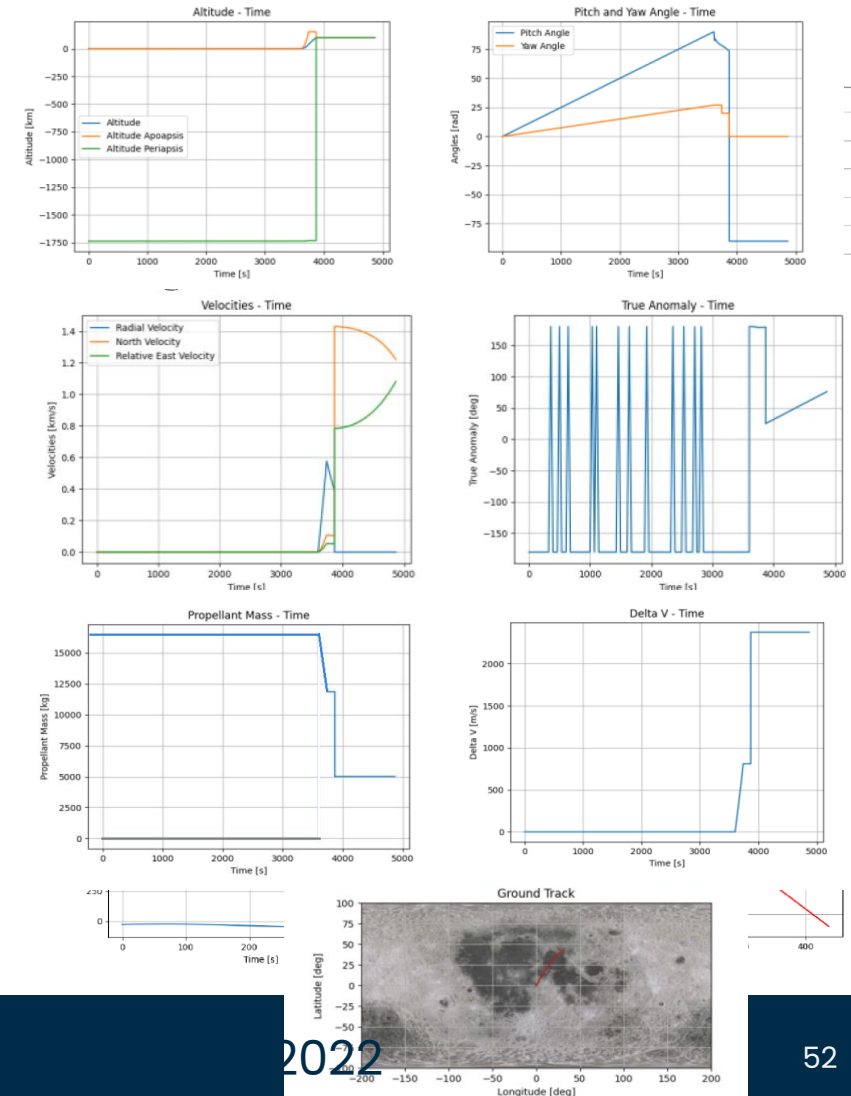 Altitude - Time
Altitude [km]
0
−250
−500
−750
−1000
−1250
−1500
−1750
Altitude
Altitude Apoapsis
Altitude Periapsis
0 1000 2000 3000 4000 5000
Time [s]
Pitch and Yaw Angle - Time
Angles [rad]
75
50
25
0
−25
−50
−75
Pitch Angle
Yaw Angle
0 1000 2000 3000 4000 5000
Time [s]
Velocities - Time
Velocities [km/s]
1.4
1.2
1.0
0.8
0.6
0.4
0.2
0.0
Radial Velocity
North Velocity
Relative East Velocity
0 1000 2000 3000 4000 5000
Time [s]
True Anomaly - Time
True Anomaly [deg]
150
100
50
0
−50
−100
−150
0 1000 2000 3000 4000 5000
Time [s]
Propellant Mass - Time
Propellant Mass [kg]
15000
12500
10000
7500
5000
2500
0
0 1000 2000 3000 4000 5000
Time [s]
Delta V - Time
Delta V [m/s]
2000
1500
1000
500
0
0 1000 2000 3000 4000 5000
Time [s]
250
0
0 100 200
Time [s]
400
Ground Track
Latitude [deg]
100
75
50
25
0
−25
−50
−100 −150 −100 −50 0 50 100 150 200
Longitude [deg]
2022
52